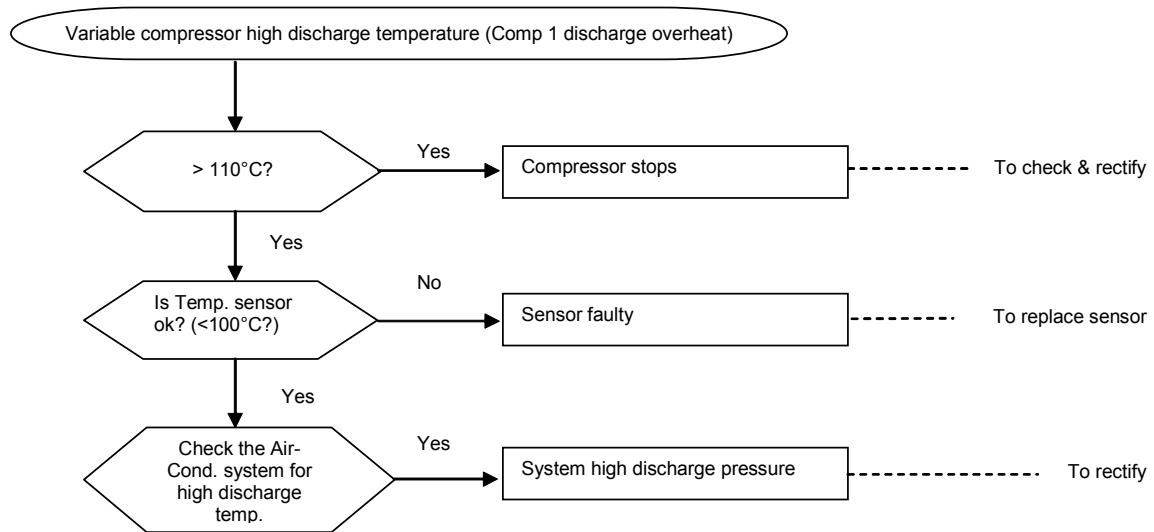 Variable compressor high discharge temperature (Comp 1 discharge overheat)
> 110°C?
Yes
Compressor stops
To check & rectify
Yes
Is Temp. sensor
ok? (<100°C?)
No
Sensor faulty
To replace sensor
Yes
Check the Air-
Cond. system for
high discharge
temp.
Yes
System high discharge pressure
To rectify